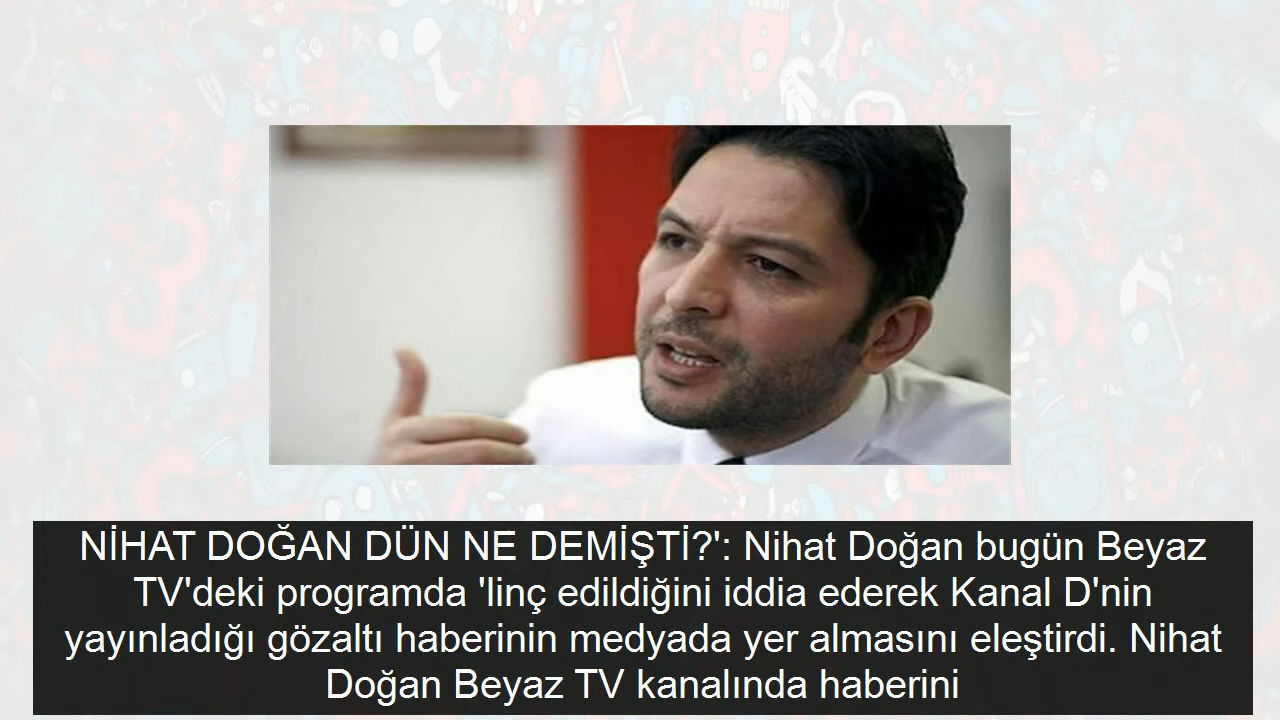 NİHAT DOĞAN DÜN NE DEMİŞTİ?': Nihat Doğan bugün Beyaz
TV'deki programda 'linç edildiğini iddia ederek Kanal D'nin
yayınladığı gözaltı haberinin medyada yer almasını eleştirdi. Nihat
Doğan Beyaz TV kanalında haberini